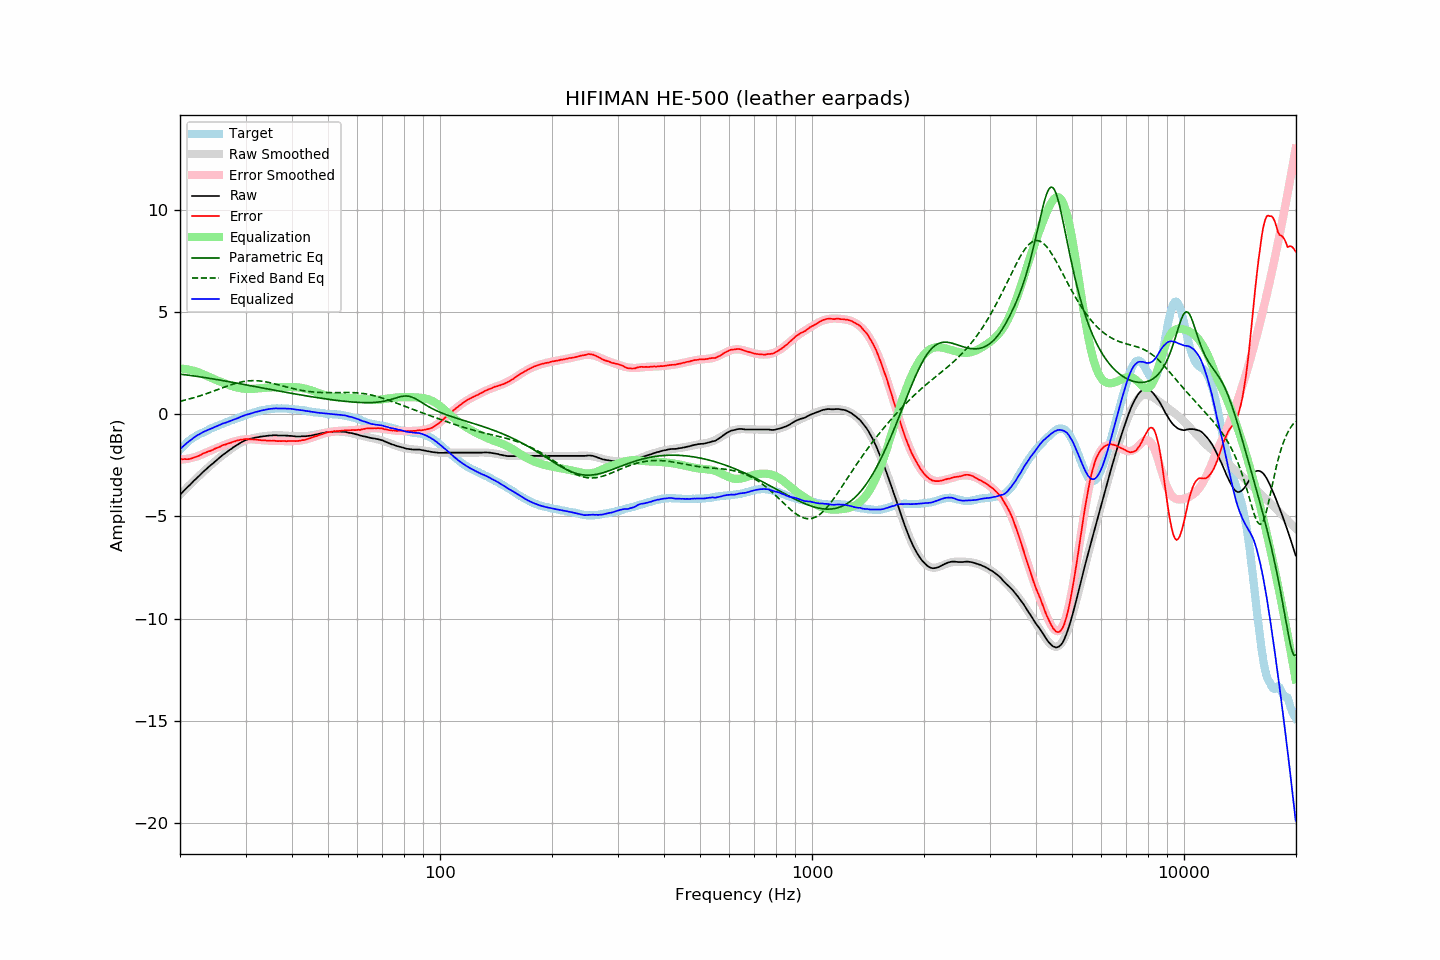 HIFIMAN HE-500 (leather earpads)
Target
Raw Smoothed
Error Smoothed
Raw
Error
Equalization
Parametric Eq
Fixed Band Eq
Equalized
Amplitude (dBr)
10
5
0
−5
−10
−15
−20
100
1000
10000
Frequency (Hz)